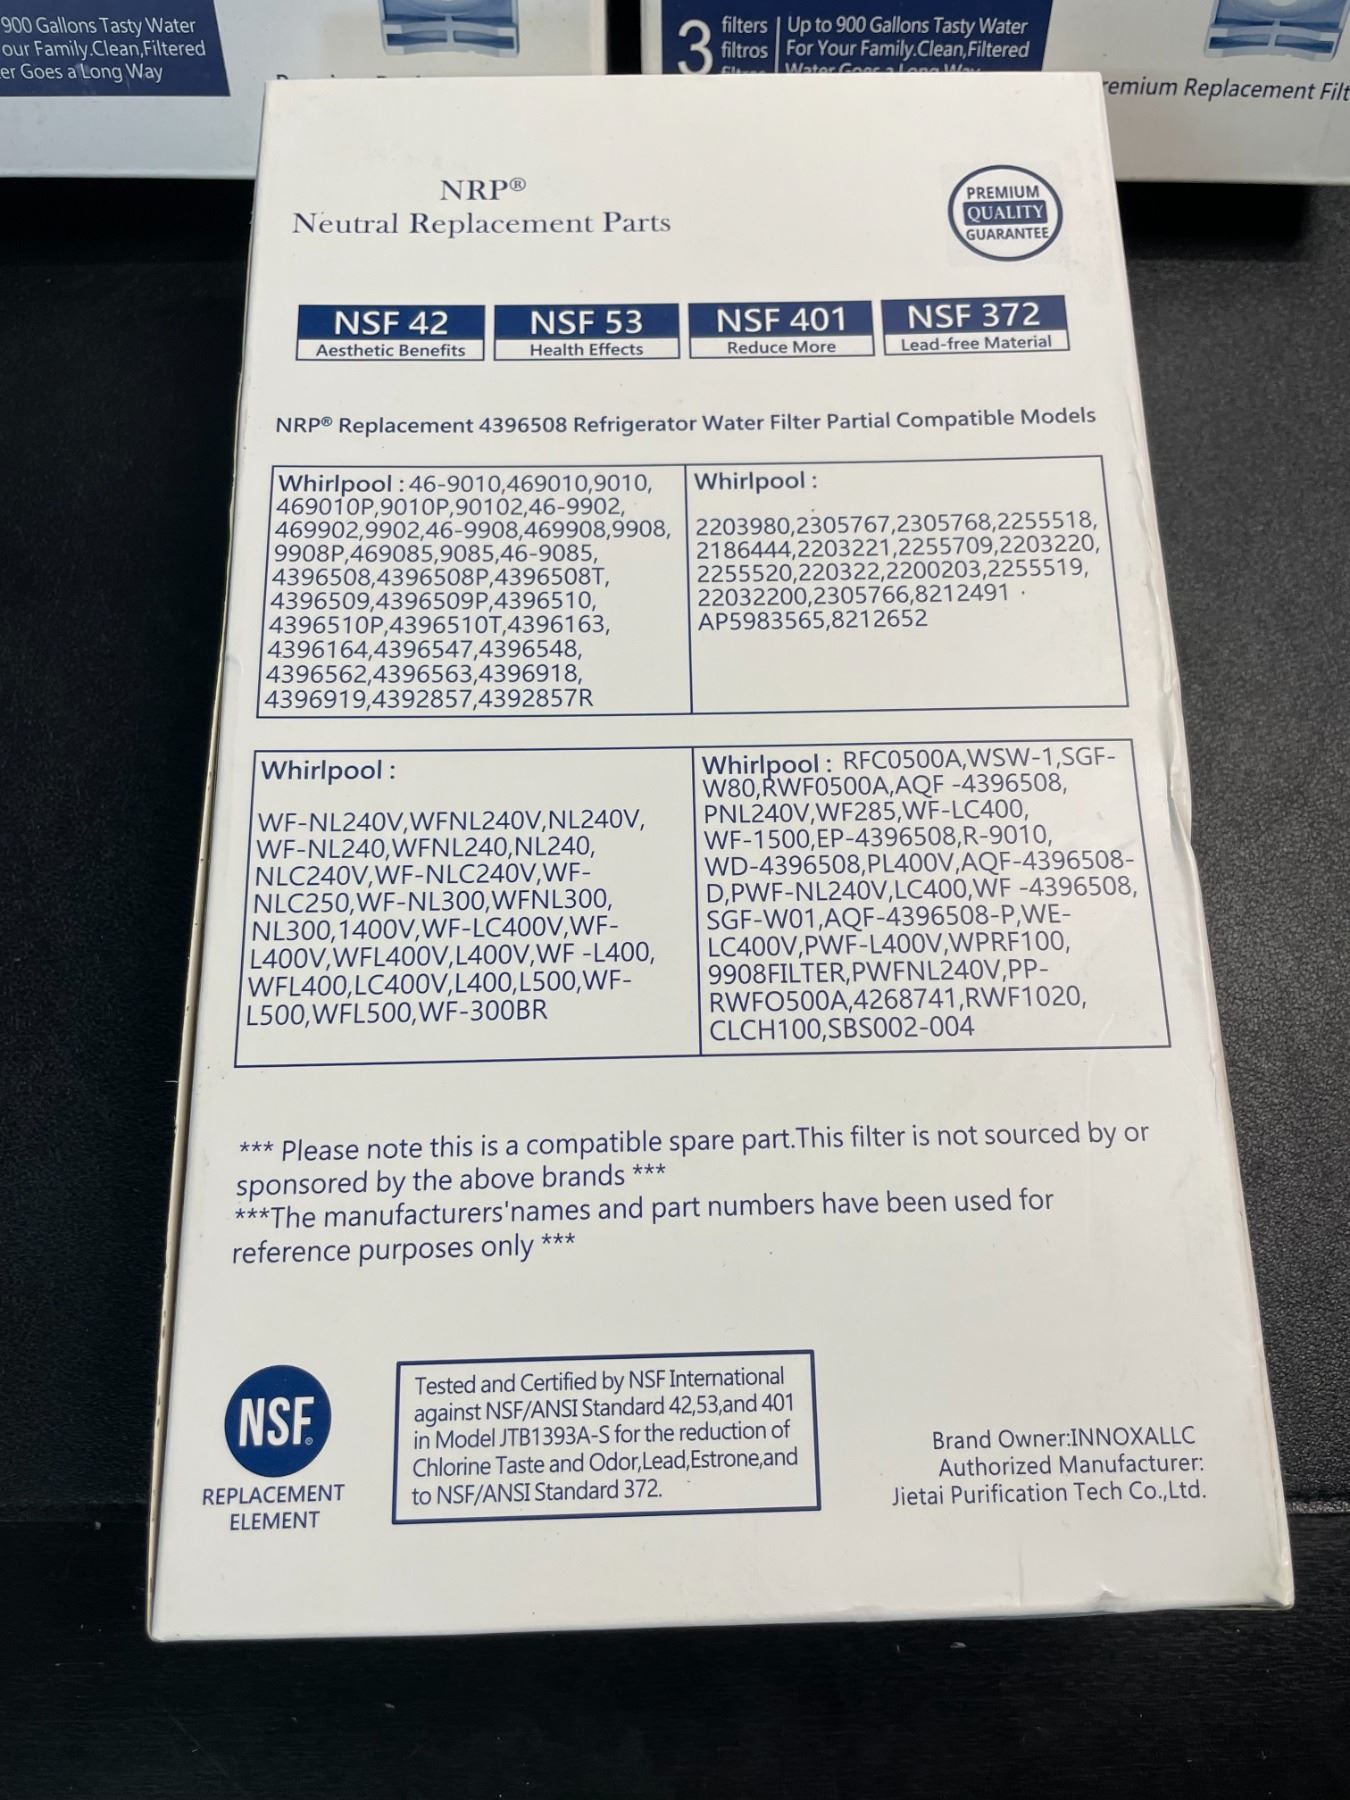 900 Gallons Tasty Water
our Family.Clean,Filtered
er Goes a Long Way
3 filters
filtros
Up to 900 Gallons Tasty Water
For Your Family.Clean,Filtered
Water Goes a Long Way
remium Replacement Filt
NRP®
Neutral Replacement Parts
PREMIUM
QUALITY
GUARANTEE
NSF 42
Aesthetic Benefits
NSF 53
Health Effects
NSF 401
Reduce More
NSF 372
Lead-free Material
NRP® Replacement 4396508 Refrigerator Water Filter Partial Compatible Models
Whirlpool : 46-9010,469010,9010,
469010P,9010P,90102,46-9902,
469902,9902,46-9908,469908,9908,
9908P,469085,9085,46-9085,
4396508,4396508P,4396508T,
4396509,4396509P,4396510,
4396510P,4396510T,4396163,
4396164,4396547,4396548,
4396562,4396563,4396918,
4396919,4392857,4392857R
Whirlpool :
2203980,2305767,2305768,2255518,
2186444,2203221,2255709,2203220,
2255520,220322,2200203,2255519,
22032200,2305766,8212491
AP5983565,8212652
Whirlpool :
WF-NL240V,WFNL240V,NL240V,
WF-NL240,WFNL240,NL240,
NLC240V,WF-NLC240V,WF-
NLC250,WF-NL300,WFNL300,
NL300,1400V,WF-LC400V,WF-
L400V,WFL400V,L400V,WF -L400,
WFL400,LC400V,L400,L500,WF-
L500,WFL500,WF-300BR
Whirlpool : RFC0500A,WSW-1,SGF-
W80,RWF0500A,AQF -4396508,
PNL240V,WF285,WF-LC400,
WF-1500,EP-4396508,R-9010,
WD-4396508,PL400V,AQF-4396508-
D,PWF-NL240V,LC400,WF -4396508,
SGF-W01,AQF-4396508-P,WE-
LC400V,PWF-L400V,WPRF100,
9908FILTER,PWFNL240V,PP-
RWFO500A,4268741,RWF1020,
CLCH100,SBS002-004
*** Please note this is a compatible spare part.This filter is not sourced by or
sponsored by the above brands ***
***The manufacturers'names and part numbers have been used for
reference purposes only ***
NSF®
REPLACEMENT
ELEMENT
Tested and Certified by NSF International
against NSF/ANSI Standard 42,53,and 401
in Model JTB1393A-S for the reduction of
Chlorine Taste and Odor,Lead,Estrone,and
to NSF/ANSI Standard 372.
Brand Owner:INNOXALLC
Authorized Manufacturer:
Jietai Purification Tech Co.,Ltd.